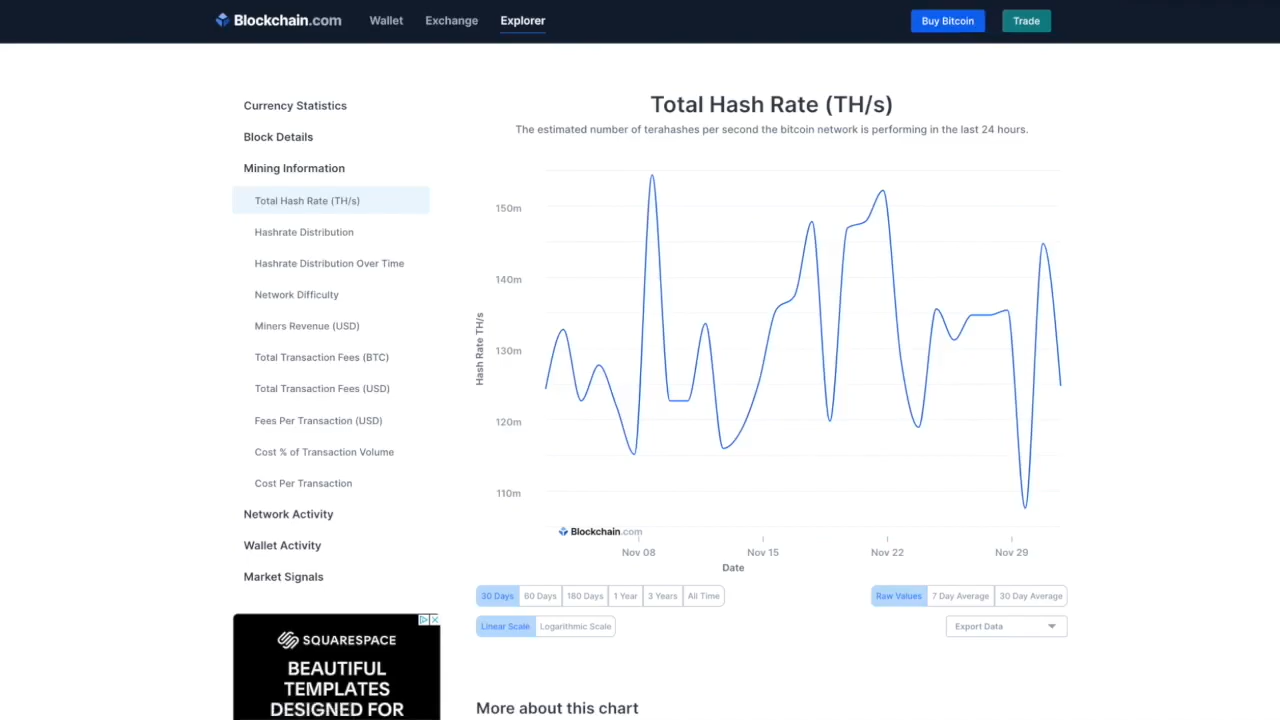 Blockchain.com
Wallet
Exchange
Explorer
Buy Bitcoin
Trade
Currency Statistics
Block Details
Mining Information
Total Hash Rate (TH/s)
Hashrate Distribution
Hashrate Distribution Over Time
Network Difficulty
Miners Revenue (USD)
Total Transaction Fees (BTC)
Total Transaction Fees (USD)
Fees Per Transaction (USD)
Cost % of Transaction Volume
Cost Per Transaction
Network Activity
Wallet Activity
Market Signals
SQUARESPACE
BEAUTIFUL
TEMPLATES
DESIGNED FOR
Total Hash Rate (TH/s)
The estimated number of terahashes per second the bitcoin network is performing in the last 24 hours.
Hash Rate TH/s
150m
140m
130m
120m
110m
Blockchain.com
Nov 08
Nov 15
Nov 22
Nov 29
Date
30 Days
60 Days
180 Days
1 Year
3 Years
All Time
Raw Values
7 Day Average
30 Day Average
Linear Scale
Logarithmic Scale
Export Data
More about this chart